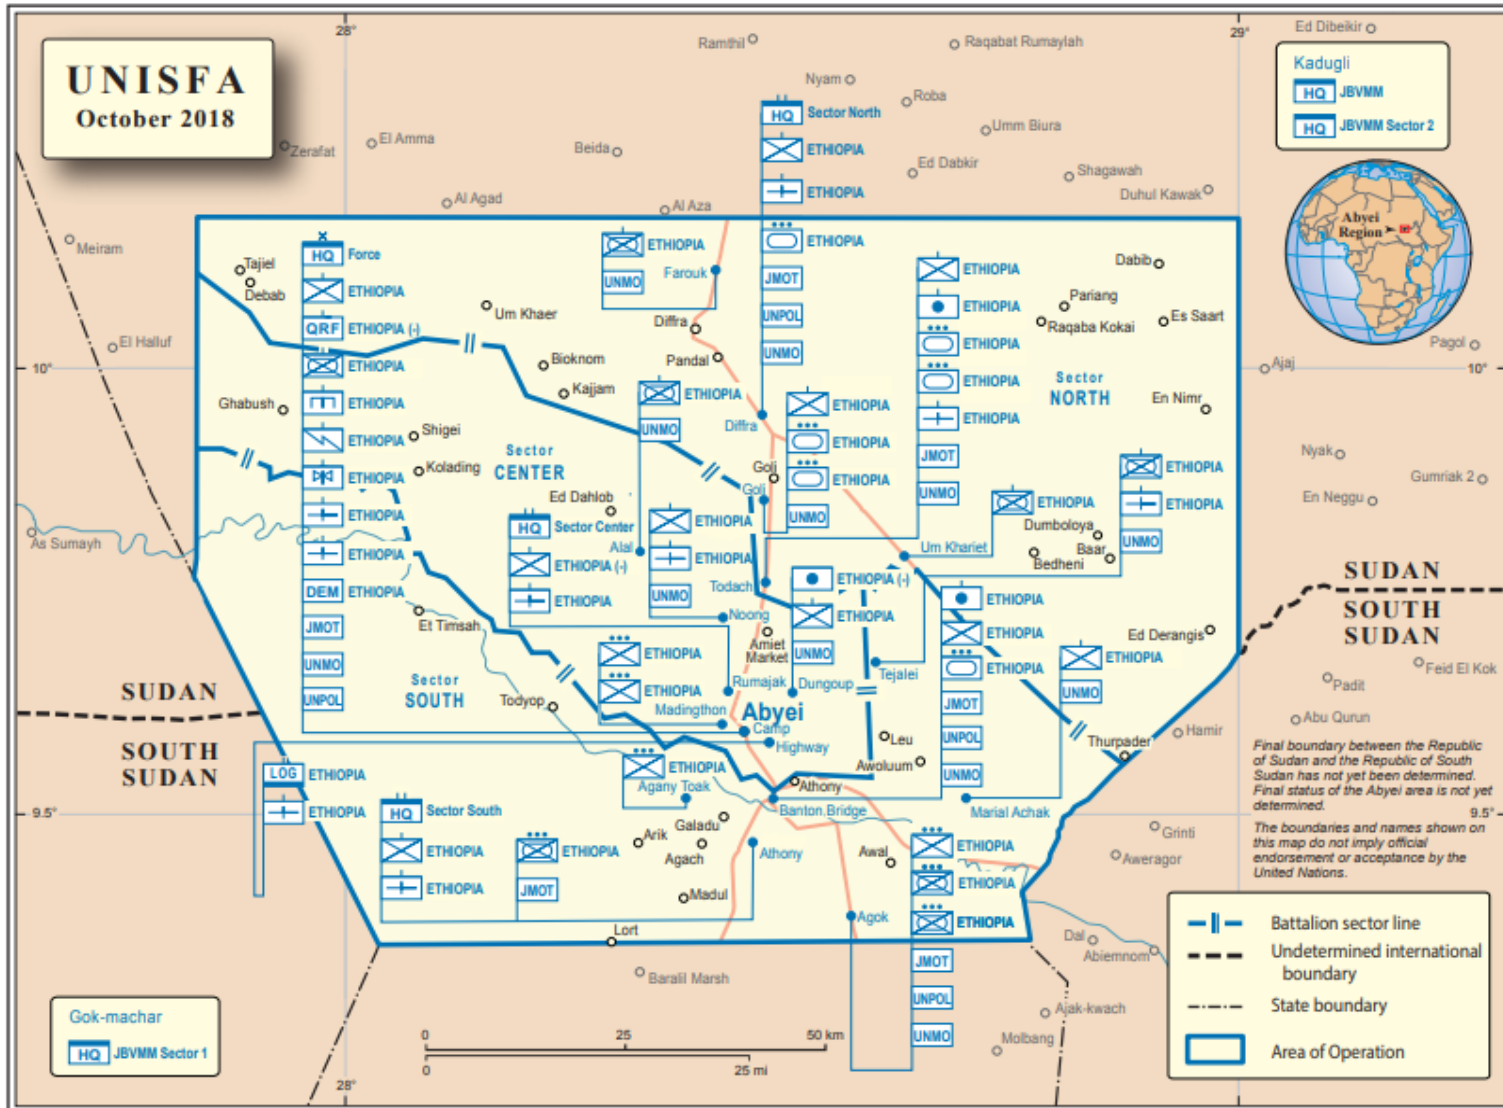 UNISFA
October 2018
28°
29°
Ramthil
Raqabat Rumaylah
Ed Dibeikir
Nyam
Roba
Umm Biura
Zerafat
El Amma
Beida
Ed Dabkir
Shagawah
Duhul Kawak
Al Agad
Al Aza
Meiram
El Halluf
As Sumayh
Kadugli
HQ JBVMM
HQ JBVMM Sector 2
Abyei
Region
HQ Sector North
ETHIOPIA
ETHIOPIA
ETHIOPIA
JMOT
UNPOL
UNMO
Diffra
HQ Force
ETHIOPIA
QRF ETHIOPIA (-)
ETHIOPIA
ETHIOPIA
ETHIOPIA
ETHIOPIA
ETHIOPIA
ETHIOPIA
DEM ETHIOPIA
JMOT
UNMO
UNPOL
Tajiel
Debab
Um Khaer
Bioknom
Kajjam
Ghabush
Shigei
Kolading
ETHIOPIA
UNMO
Farouk
Diffra
Pandal
ETHIOPIA
UNMO
Alal
ETHIOPIA
ETHIOPIA
ETHIOPIA
UNMO
Goli
Goli
ETHIOPIA
ETHIOPIA
ETHIOPIA
ETHIOPIA
ETHIOPIA
JMOT
UNMO
Todach
Dabib
Pariang
Raqaba Kokai
Es Saart
Sector
NORTH
En Nimr
10°
10°
Pagol
Ajaj
Nyak
Gumriak 2
En Neggu
Sector
CENTER
Ed Dahlob
HQ Sector Center
ETHIOPIA (-)
ETHIOPIA
Rumajak
ETHIOPIA
ETHIOPIA
UNMO
Noong
ETHIOPIA
Um Khariet
Dumboloya
Baar
Bedheni
ETHIOPIA
ETHIOPIA
UNMO
Tejalei
ETHIOPIA (-)
ETHIOPIA
UNMO
Dungoup
Amiet
Market
Et Timsah
Sector
SOUTH
Todyop
ETHIOPIA
ETHIOPIA
Madingthon
Abyei
Camp
Highway
ETHIOPIA
ETHIOPIA
ETHIOPIA
JMOT
UNPOL
UNMO
Banton Bridge
ETHIOPIA
UNMO
Marial Achak
Ed Derangis
Thurpader
Leu
Awoluum
Athony
SUDAN
SOUTH
SUDAN
SUDAN
SOUTH
SUDAN
Feid El Kok
Padit
Abu Qurun
Hamir
LOG ETHIOPIA
ETHIOPIA
ETHIOPIA
Agany Toak
9.5°
9.5°
HQ Sector South
ETHIOPIA
ETHIOPIA
ETHIOPIA
JMOT
Athony
Galadu
Arik
Agach
Madul
Lort
Awal
Agok
ETHIOPIA
ETHIOPIA
ETHIOPIA
JMOT
UNPOL
UNMO
Grinti
Aweragor
Dal
Abiemnom
Ajak-kwach
Molbang
Baralil Marsh
Final boundary between the Republic
of Sudan and the Republic of South
Sudan has not yet been determined.
Final status of the Abyei area is not yet
determined.
The boundaries and names shown on
this map do not imply official
endorsement or acceptance by the
United Nations.
Battalion sector line
Undetermined international
boundary
State boundary
Area of Operation
Gok-machar
HQ JBVMM Sector 1
0 25 50 km
0 25 mi
28°